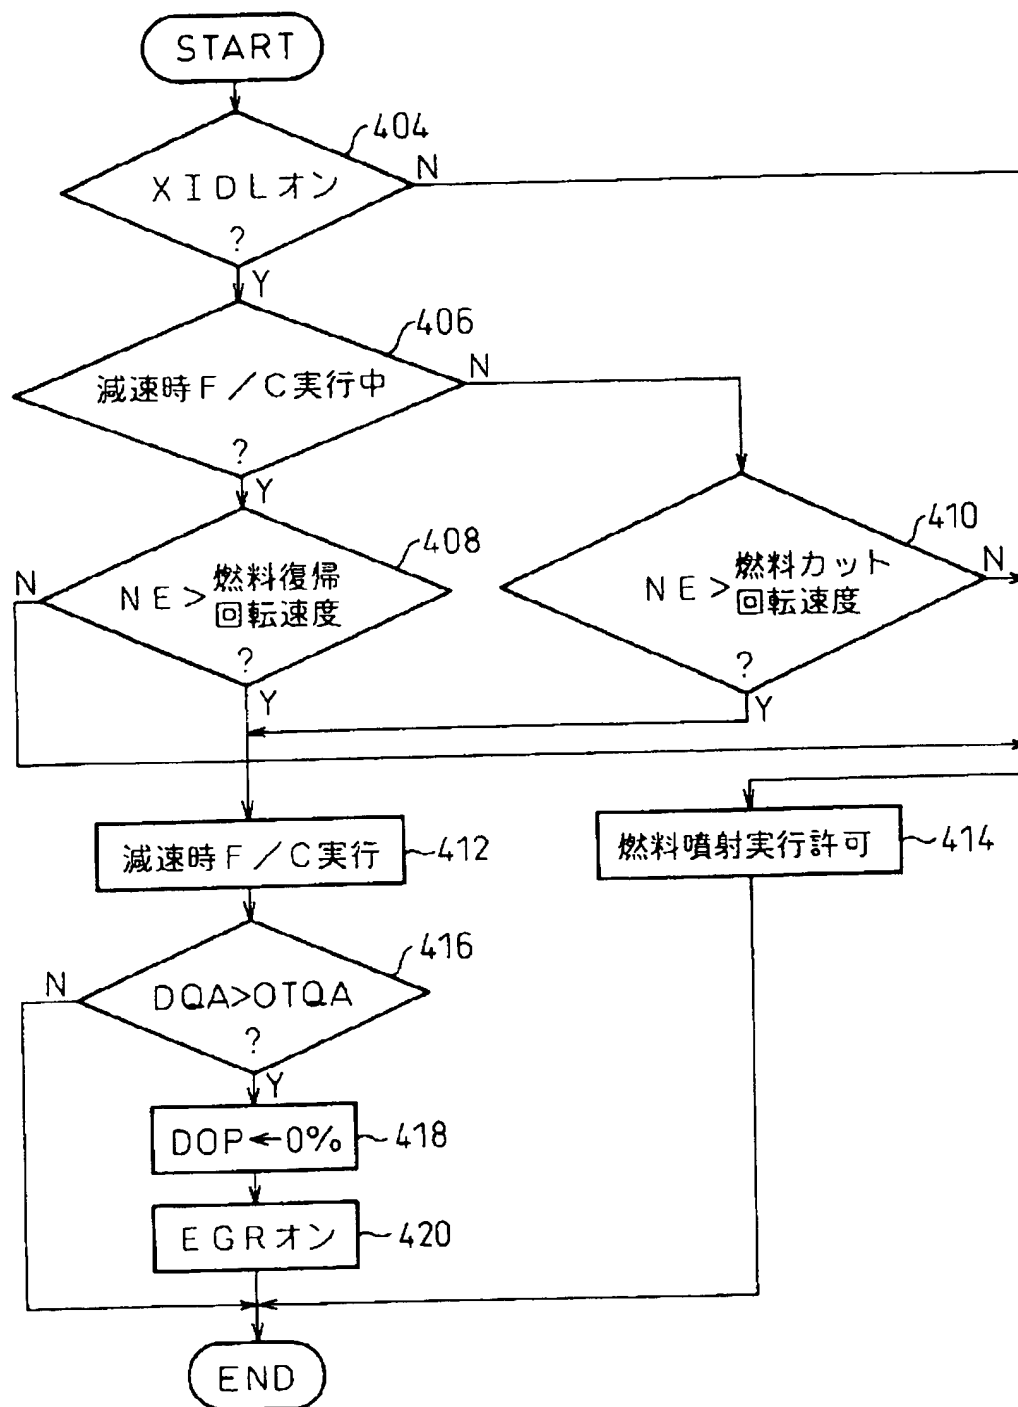 START
404
XIDLオン
?
N
Y
406
減速時F/C実行中
?
N
Y
408
NE>燃料復帰
回転速度
?
N
Y
410
NE>燃料カット
回転速度
?
N
Y
減速時F/C実行
412
燃料噴射実行許可
414
416
DQA>OTQA
?
N
Y
DOP←0%
418
EGRオン
420
END